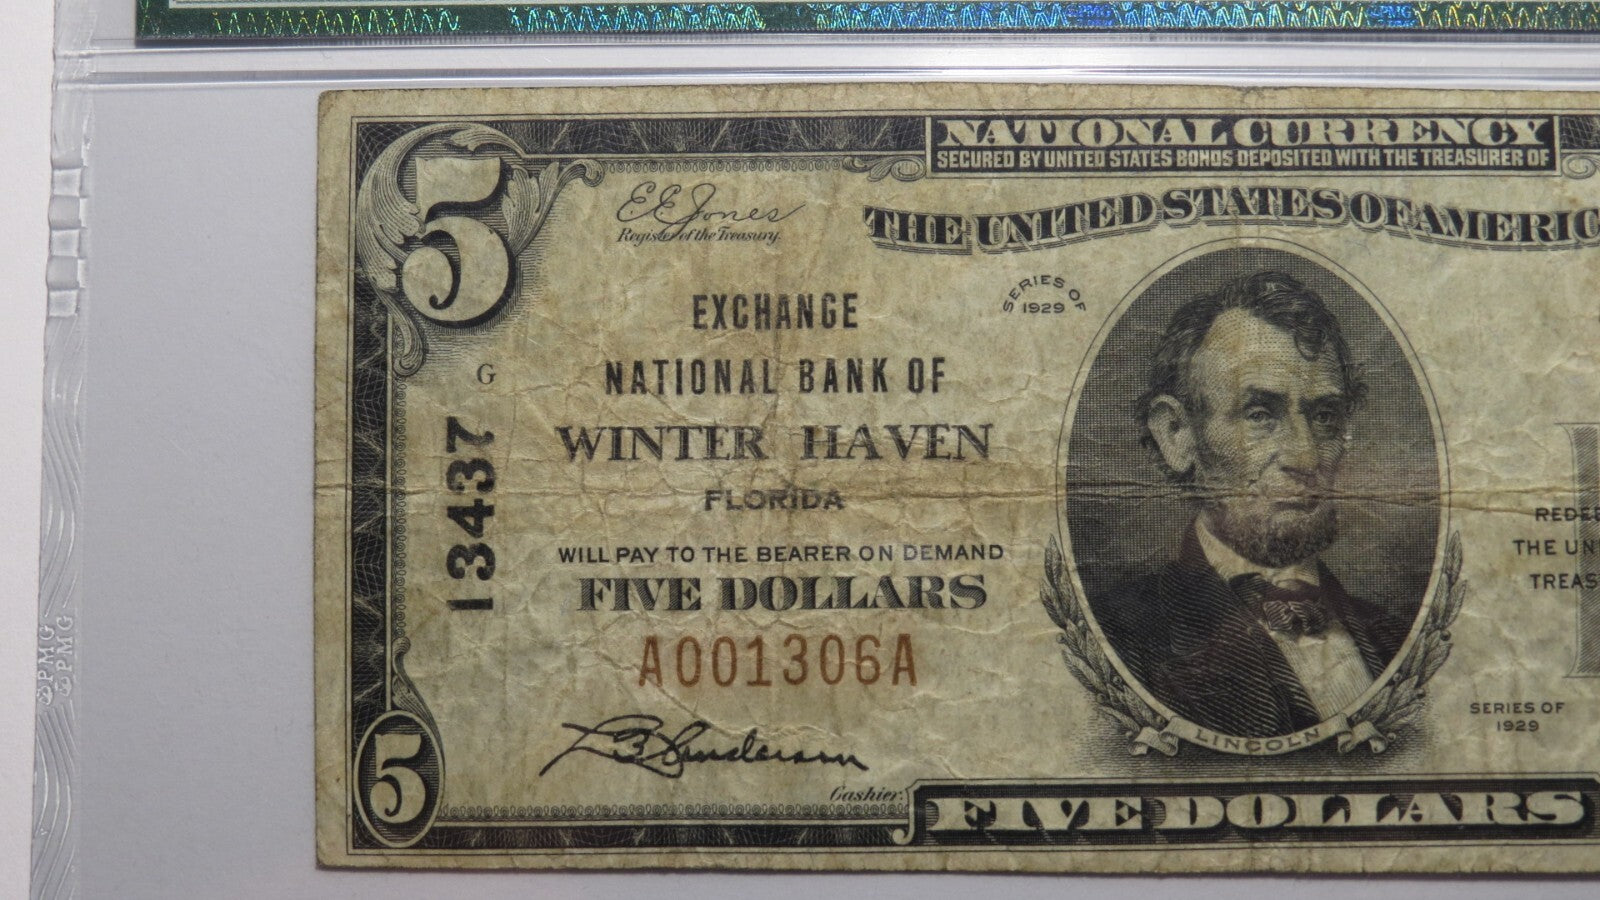 PMG PMG
5
NATIONAL CURRENCY
SECURED BY UNITED STATES BONDS DEPOSITED WITH THE TREASURER OF
THE UNITED STATES OF AMERIC
E E Jones
Register of the Treasury.
SERIES OF
1929
EXCHANGE
G
NATIONAL BANK OF
WINTER HAVEN
FLORIDA
13437
WILL PAY TO THE BEARER ON DEMAND
FIVE DOLLARS
A001306A
REDEE
THE UN
TREAS
SERIES OF
1929
LINCOLN
Cashier.
5
FIVE DOLLARS
PMG
PMG